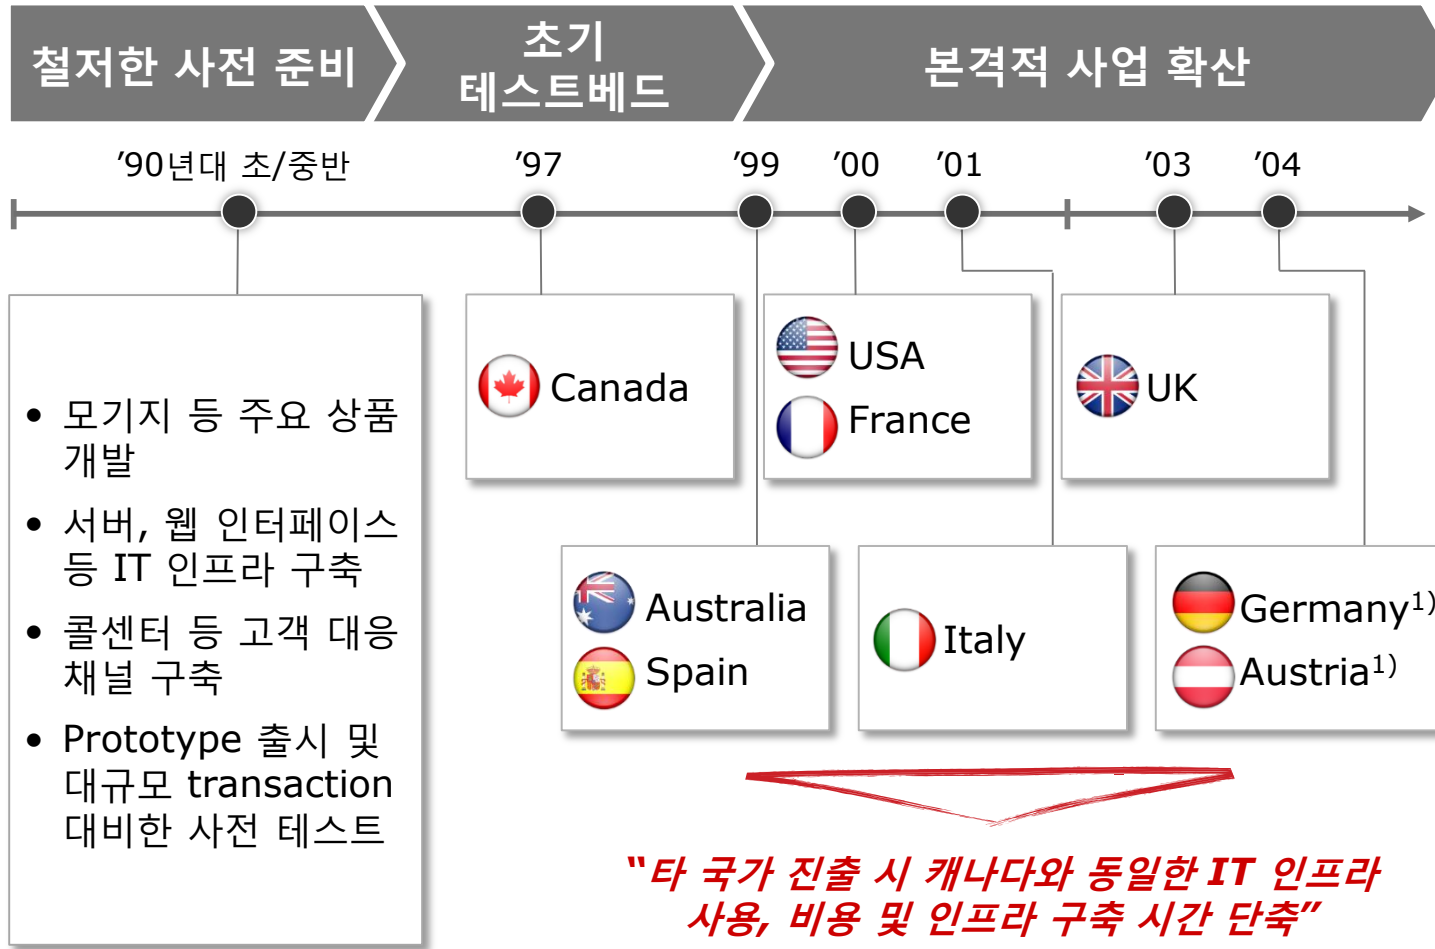 철저한 사전 준비
초기
테스트베드
본격적 사업 확산
’90년대 초/중반
’97
’99
’00
’01
’03
’04
• 모기지 등 주요 상품
개발
• 서버, 웹 인터페이스
등 IT 인프라 구축
• 콜센터 등 고객 대응
채널 구축
• Prototype 출시 및
대규모 transaction
대비한 사전 테스트
Canada
USA
France
UK
Australia
Spain
Italy
Germany1)
Austria1)
“타 국가 진출 시 캐나다와 동일한 IT 인프라
사용, 비용 및 인프라 구축 시간 단축”